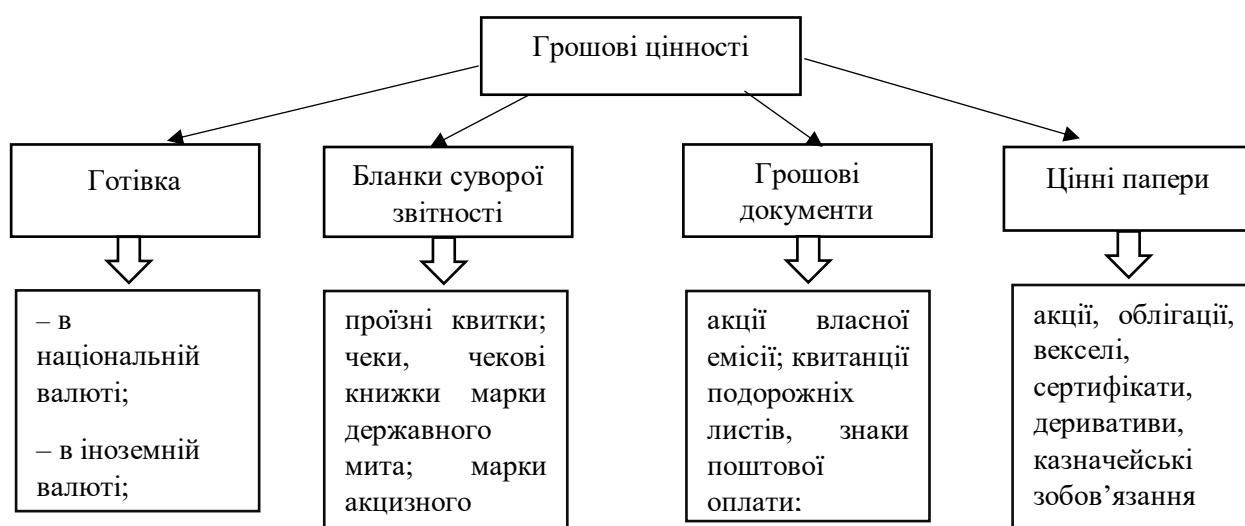 Грошові цінності
Готівка
Бланки суворої
звітності
Грошові
документи
Цінні папери
– в
національній
валюті;
– в іноземній
валюті;
проїзні квитки;
чеки, чекові
книжки марки
державного
мита; марки
акцизного
акції власної
емісії; квитанції
подорожніх
листів, знаки
поштової
оплати;
акції, облігації,
векселі,
сертифікати,
деривативи,
казначейські
зобов’язання